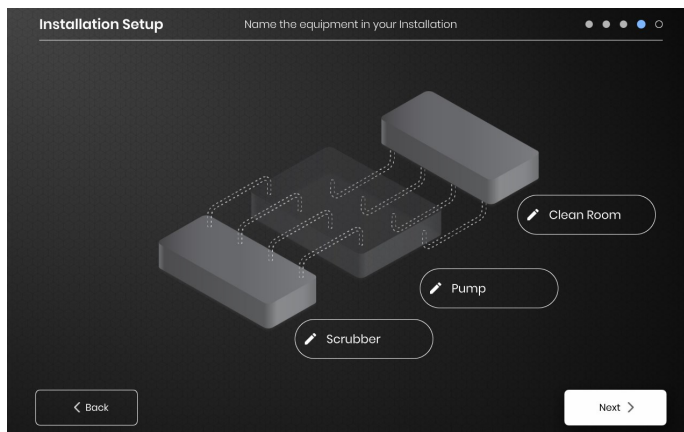 Installation Setup
Name the equipment in your Installation
Clean Room
Pump
Scrubber
Back
Next